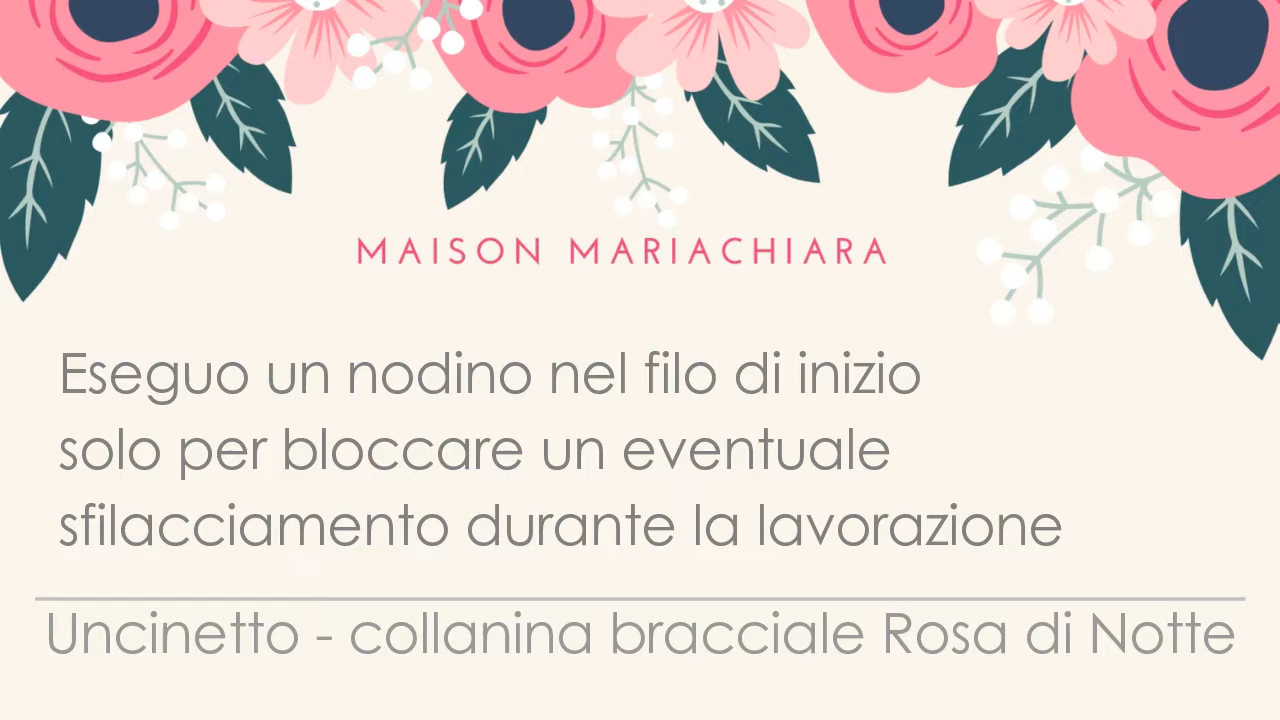 MAISON MARIACHIARA
Eseguo un nodino nel filo di inizio
solo per bloccare un eventuale
sfilacciamento durante la lavorazione
Uncinetto - collanina bracciale Rosa di Notte